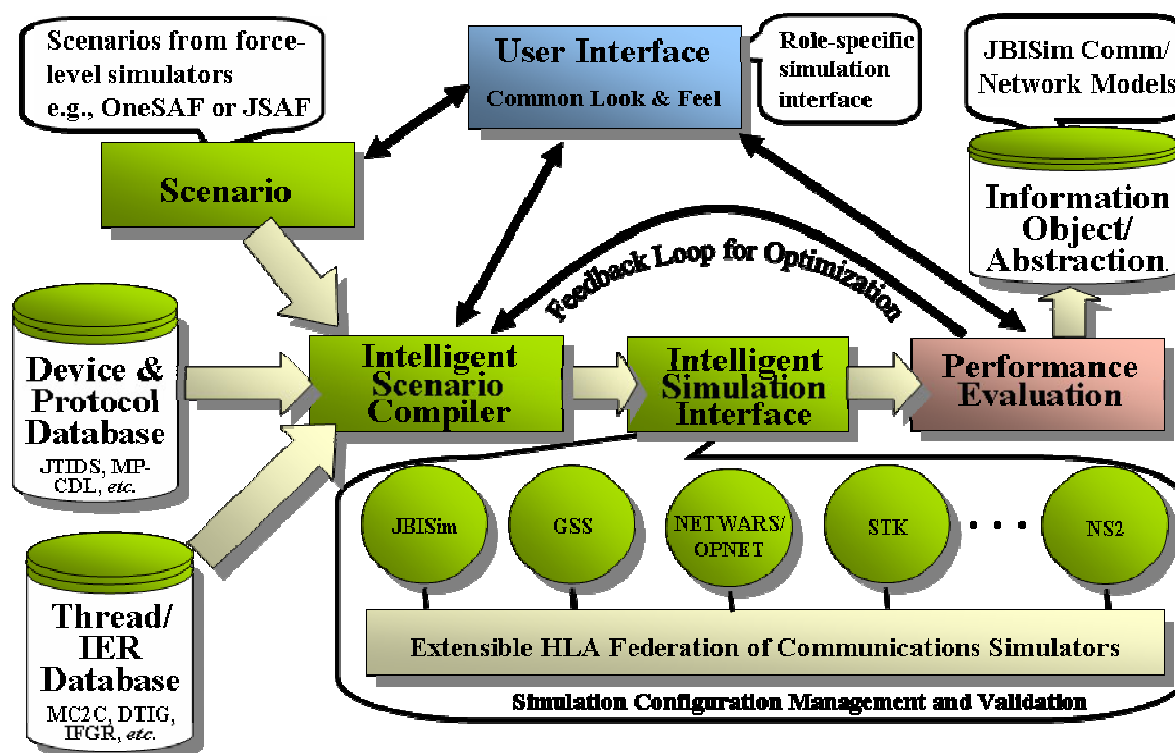 Scenarios from force-
level simulators
e.g., OneSAF or JSAF
User Interface
Common Look & Feel
Role-specific
simulation
interface
JBISim Comm/
Network Models
Scenario
Information
Object/
Abstraction
Feedback Loop for Optimization
Device &
Protocol
Database
JTIDS, MP-
CDL, etc.
Intelligent
Scenario
Compiler
Intelligent
Simulation
Interface
Performance
Evaluation
JBISim
GSS
NETWARS/
OPNET
STK
. . .
NS2
Thread/
IER
Database
MC2C, DTIG,
IFGR, etc.
Extensible HLA Federation of Communications Simulators
Simulation Configuration Management and Validation